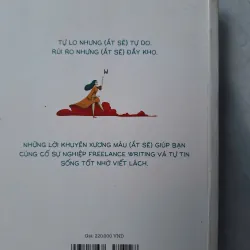 TỰ LO NHƯNG (ẮT SẼ) TỰ DO.
RỦI RO NHƯNG (ẮT SẼ) ĐẦY KHO.
NHỮNG LỜI KHUYÊN XƯƠNG MÁU (ẮT SẼ) GIÚP BẠN
CỦNG CỐ SỰ NGHIỆP FREELANCE WRITING VÀ TỰ TIN
SỐNG TỐT NHỜ VIẾT LÁCH.